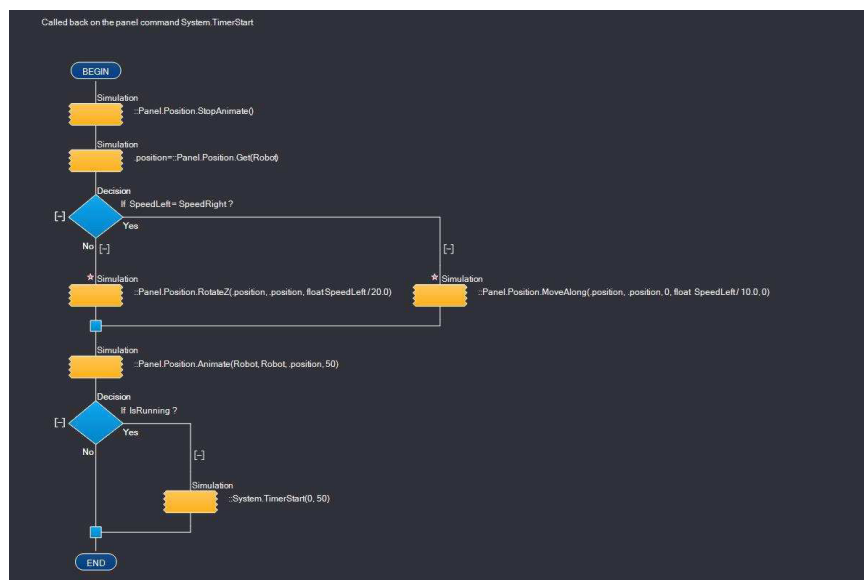 Called back on the panel command System.TimerStart
BEGIN
Simulation
::Panel.Position.StopAnimate()
Simulation
.position=::Panel.Position.Get(Robot)
Decision
If SpeedLeft = SpeedRight ?
[–]
Yes
No
[–]
[–]
Simulation
::Panel.Position.RotateZ(.position, .position, float SpeedLeft / 20.0)
Simulation
::Panel.Position.MoveAlong(.position, .position, 0, float SpeedLeft / 10.0, 0)
Simulation
::Panel.Position.Animate(Robot, Robot, .position, 50)
Decision
If IsRunning ?
[–]
Yes
No
[–]
Simulation
::System.TimerStart(0, 50)
END